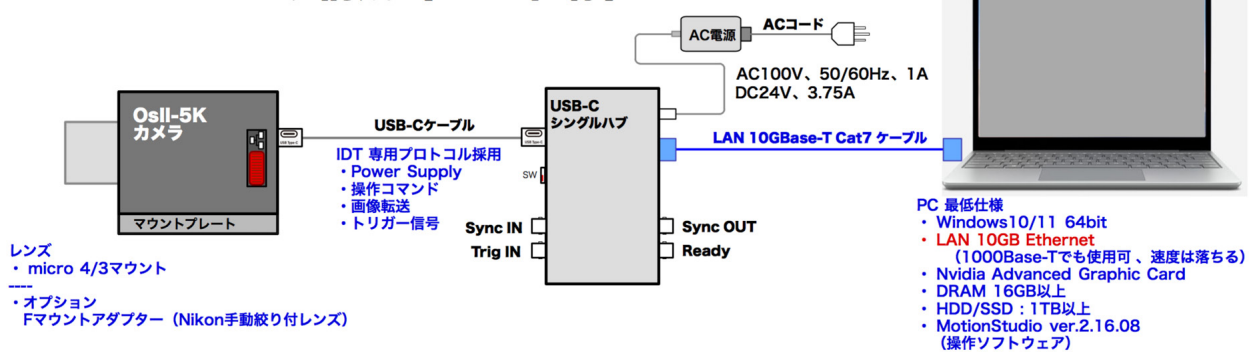 AC電源
ACコード
AC100V、50/60Hz、1A
DC24V、3.75A
OsII-5K
カメラ
マウントプレート
USB Type-C
USB-Cケーブル
IDT 専用プロトコル採用
・Power Supply
・操作コマンド
・画像転送
・トリガー信号
USB Type-C
USB-C
シングルハブ
SW
Sync IN
Trig IN
Sync OUT
Ready
LAN 10GBase-T Cat7 ケーブル
レンズ
・ micro 4/3マウント
----
・オプション
Fマウントアダプター（Nikon手動絞り付レンズ）
PC 最低仕様
・ Windows10/11 64bit
・ LAN 10GB Ethernet
（1000Base-Tでも使用可 、速度は落ちる）
・ Nvidia Advanced Graphic Card
・ DRAM 16GB以上
・ HDD/SSD : 1TB以上
・ MotionStudio ver.2.16.08
（操作ソフトウェア）